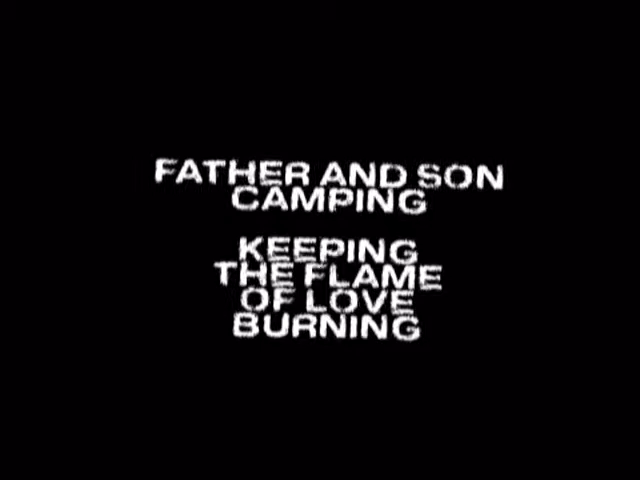 FATHER AND SON
CAMPING
KEEPING
THE FLAME
OF LOVE
BURNING